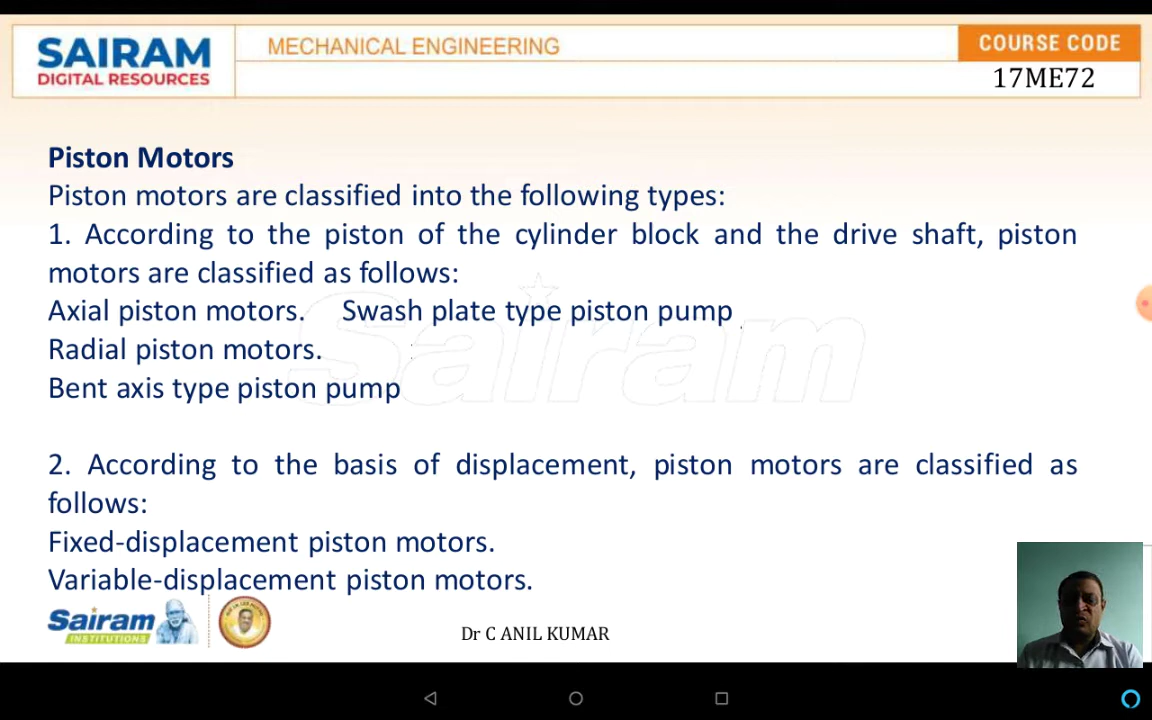 SAIRAM
DIGITAL RESOURCES
MECHANICAL ENGINEERING
COURSE CODE
17ME72
Piston Motors
Piston motors are classified into the following types:
1. According to the piston of the cylinder block and the drive shaft, piston
motors are classified as follows:
Axial piston motors. Swash plate type piston pump
Radial piston motors.
Bent axis type piston pump
Sairam
2. According to the basis of displacement, piston motors are classified as
follows:
Fixed-displacement piston motors.
Variable-displacement piston motors.
Sairam
INSTITUTIONS
Dr C ANIL KUMAR